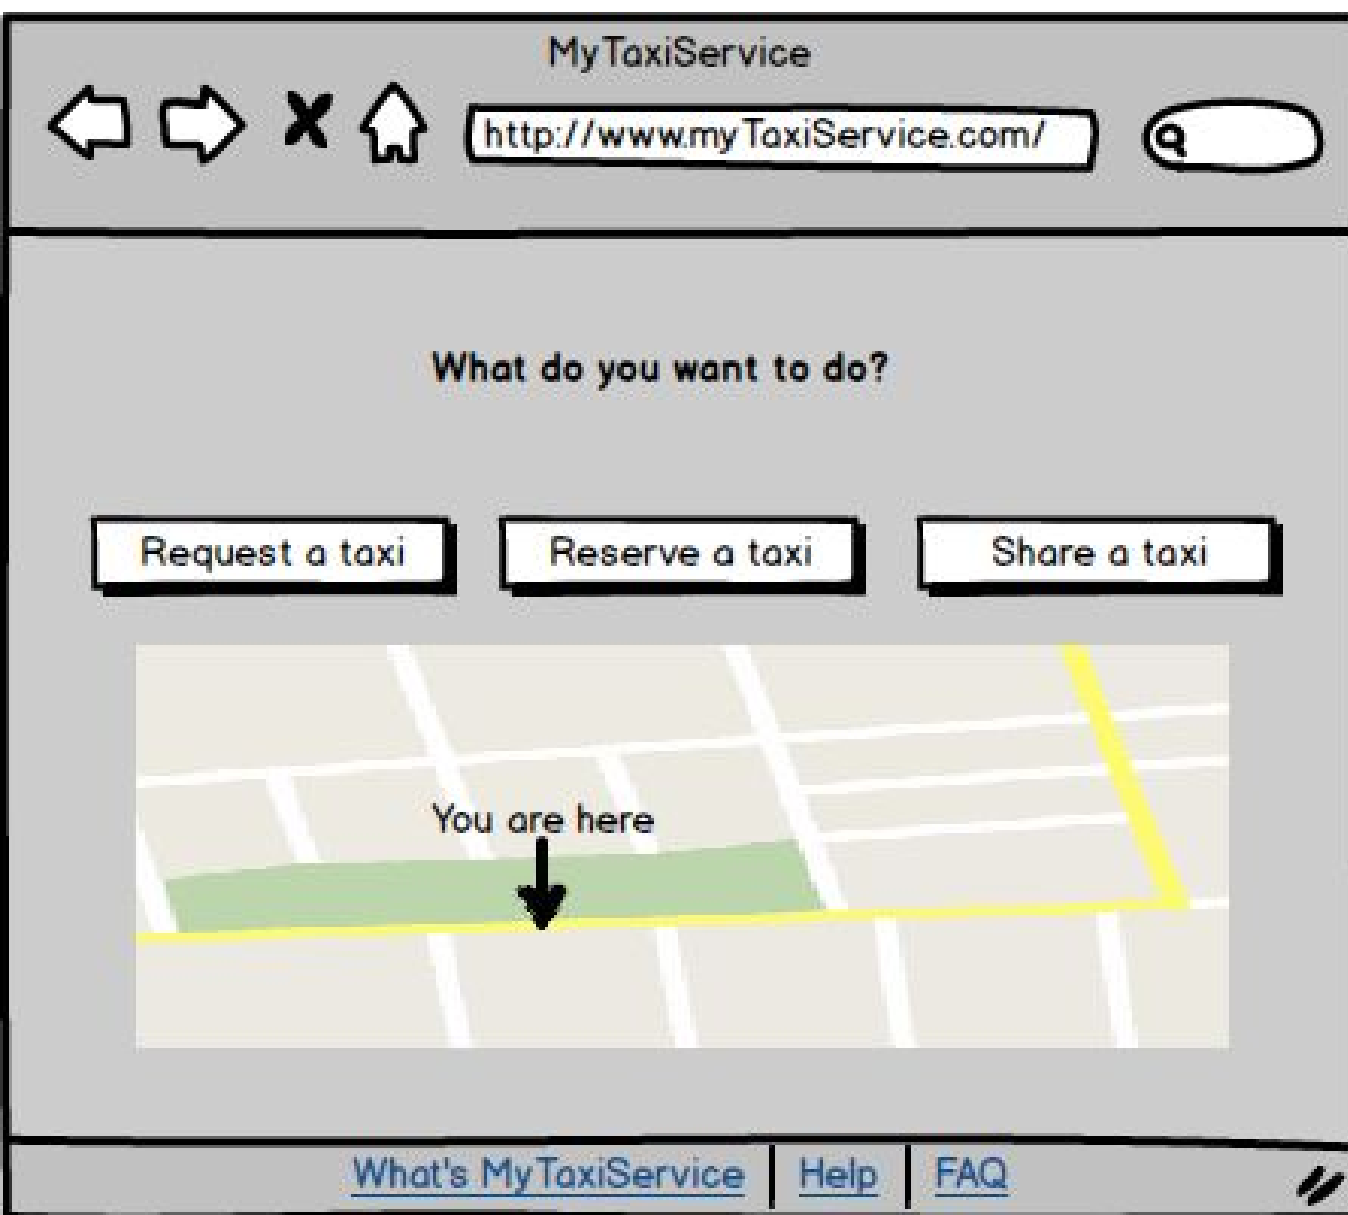 MyTaxiService
http://www.myTaxiService.com/
What do you want to do?
Request a taxi
Reserve a taxi
Share a taxi
You are here
What's MyTaxiService
Help
FAQ